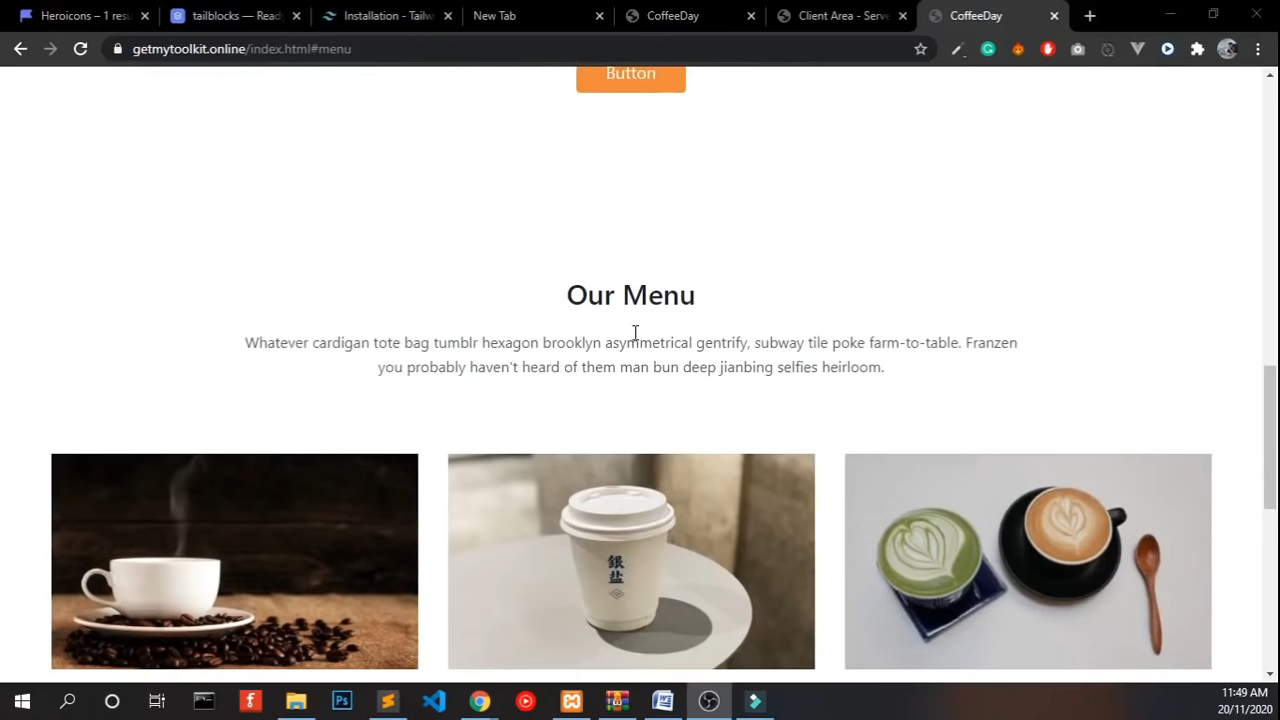 Heroicons — 1 resu
tailblocks — Ready
Installation - Tailw
New Tab
CoffeeDay
Client Area - Serve
CoffeeDay
getmytoolkit.online/index.html#menu
Button
Our Menu
Whatever cardigan tote bag tumblr hexagon brooklyn asymmetrical gentrify, subway tile poke farm-to-table. Franzen
you probably haven't heard of them man bun deep jianbing selfies heirloom.
銀
盐
11:49 AM
20/11/2020